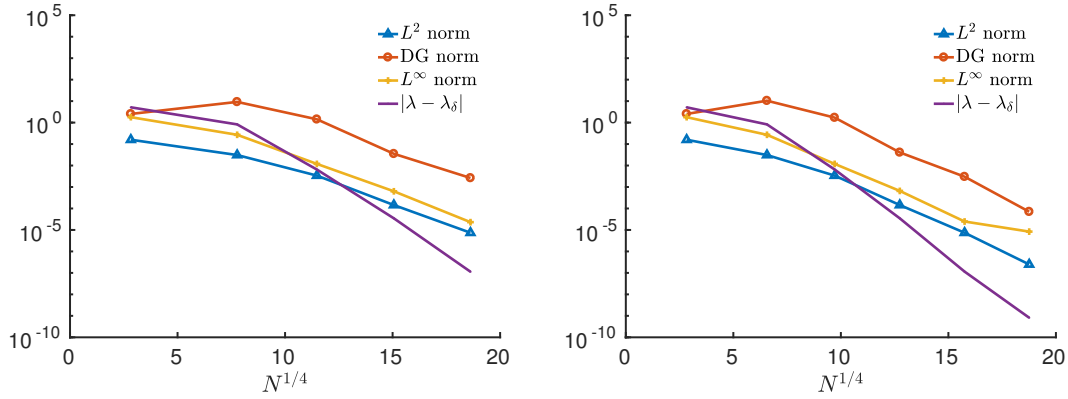 10^5
10^0
10^-5
10^-10
0 5 10 15 20
N^1/4
L^2 norm
DG norm
L^∞ norm
|λ − λ_δ|
10^5
10^0
10^-5
10^-10
0 5 10 15 20
N^1/4
L^2 norm
DG norm
L^∞ norm
|λ − λ_δ|